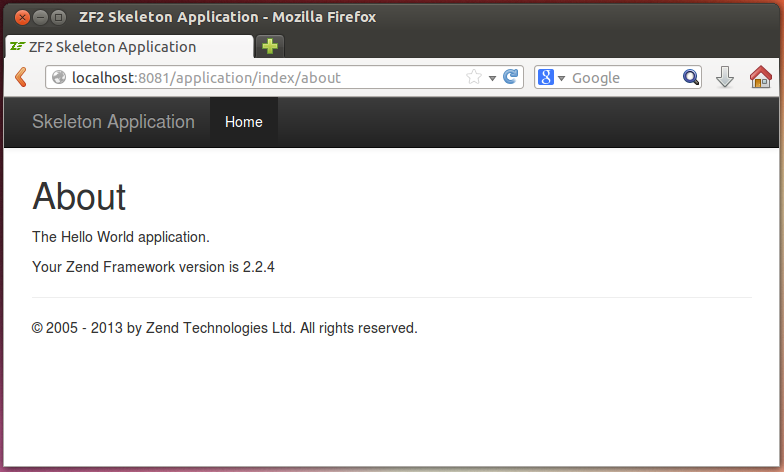 ZF2 Skeleton Application - Mozilla Firefox
ZF2 Skeleton Application
localhost:8081/application/index/about
8 Google
Skeleton Application Home
About
The Hello World application.
Your Zend Framework version is 2.2.4
© 2005 - 2013 by Zend Technologies Ltd. All rights reserved.